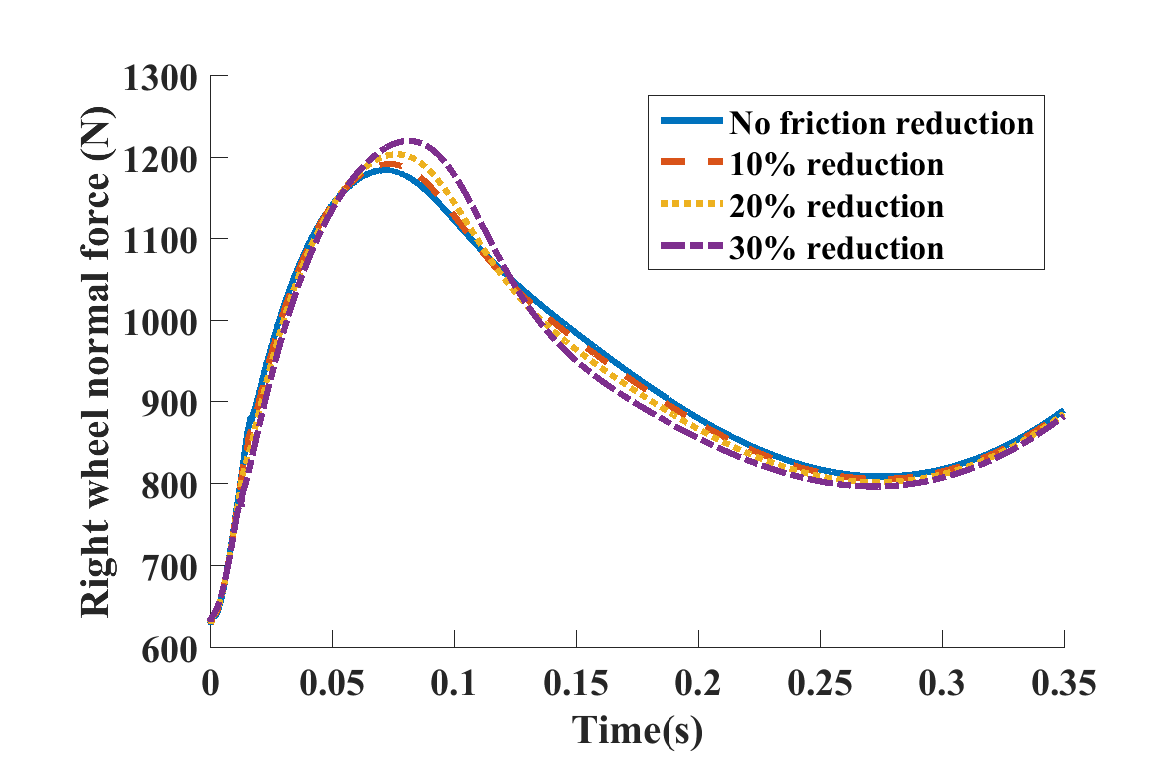 1300
1200
1100
1000
900
800
700
600
Right wheel normal force (N)
No friction reduction
10% reduction
20% reduction
30% reduction
0 0.05 0.1 0.15 0.2 0.25 0.3 0.35
Time(s)